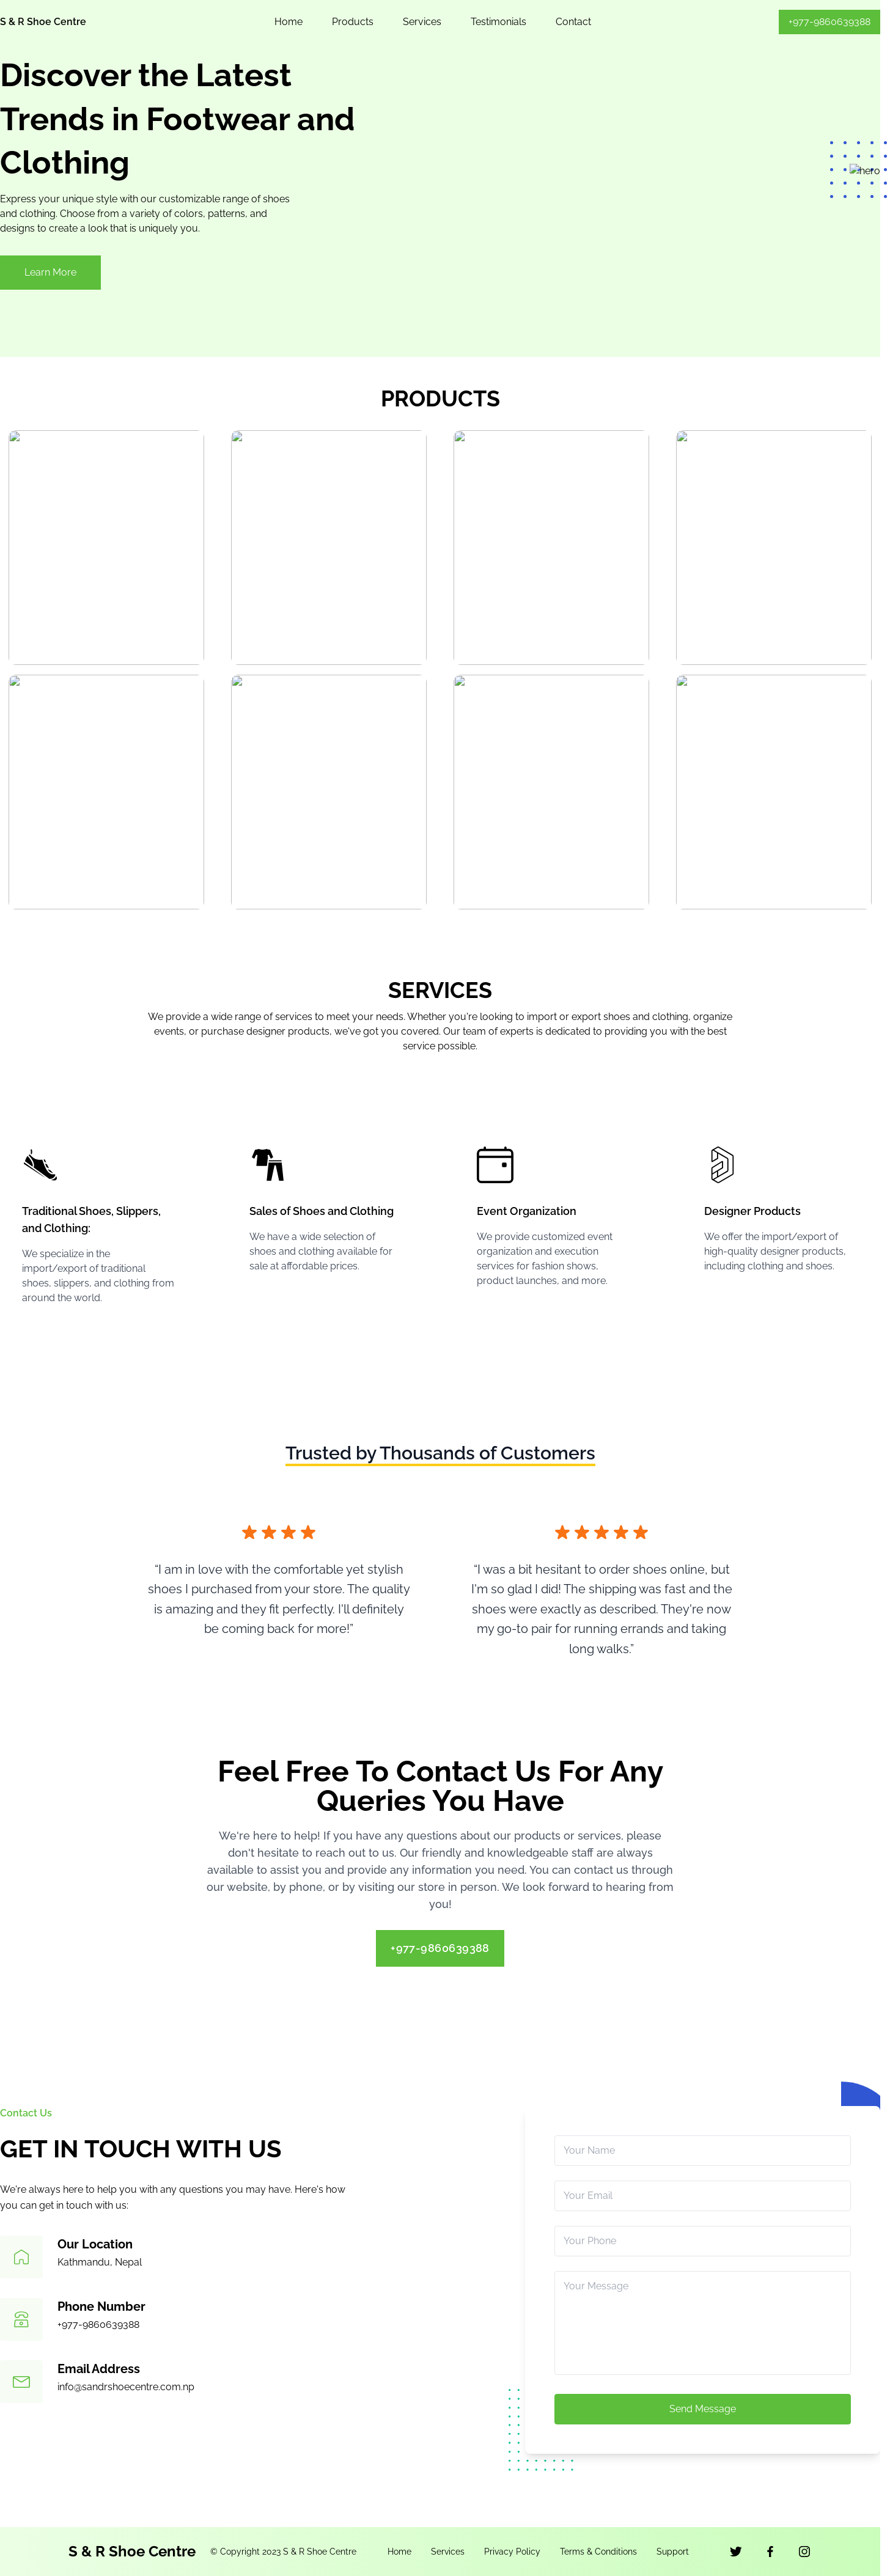 S & R Shoe Centre
Home Products Services Testimonials Contact
+977-9860639388
Discover the Latest
Trends in Footwear and
Clothing
Express your unique style with our customizable range of shoes
and clothing. Choose from a variety of colors, patterns, and
designs to create a look that is uniquely you.
Learn More
hero
PRODUCTS
SERVICES
We provide a wide range of services to meet your needs. Whether you're looking to import or export shoes and clothing, organize
events, or purchase designer products, we've got you covered. Our team of experts is dedicated to providing you with the best
service possible.
Traditional Shoes, Slippers,
and Clothing:
We specialize in the
import/export of traditional
shoes, slippers, and clothing from
around the world.
Sales of Shoes and Clothing
We have a wide selection of
shoes and clothing available for
sale at affordable prices.
Event Organization
We provide customized event
organization and execution
services for fashion shows,
product launches, and more.
Designer Products
We offer the import/export of
high-quality designer products,
including clothing and shoes.
Trusted by Thousands of Customers
“I am in love with the comfortable yet stylish
shoes I purchased from your store. The quality
is amazing and they fit perfectly. I'll definitely
be coming back for more!”
“I was a bit hesitant to order shoes online, but
I'm so glad I did! The shipping was fast and the
shoes were exactly as described. They're now
my go-to pair for running errands and taking
long walks.”
Feel Free To Contact Us For Any
Queries You Have
We're here to help! If you have any questions about our products or services, please
don't hesitate to reach out to us. Our friendly and knowledgeable staff are always
available to assist you and provide any information you need. You can contact us through
our website, by phone, or by visiting our store in person. We look forward to hearing from
you!
+977-9860639388
Contact Us
GET IN TOUCH WITH US
We're always here to help you with any questions you may have. Here's how
you can get in touch with us:
Our Location
Kathmandu, Nepal
Phone Number
+977-9860639388
Email Address
info@sandrshoecentre.com.np
Your Name
Your Email
Your Phone
Your Message
Send Message
S & R Shoe Centre
© Copyright 2023 S & R Shoe Centre
Home Services Privacy Policy Terms & Conditions Support